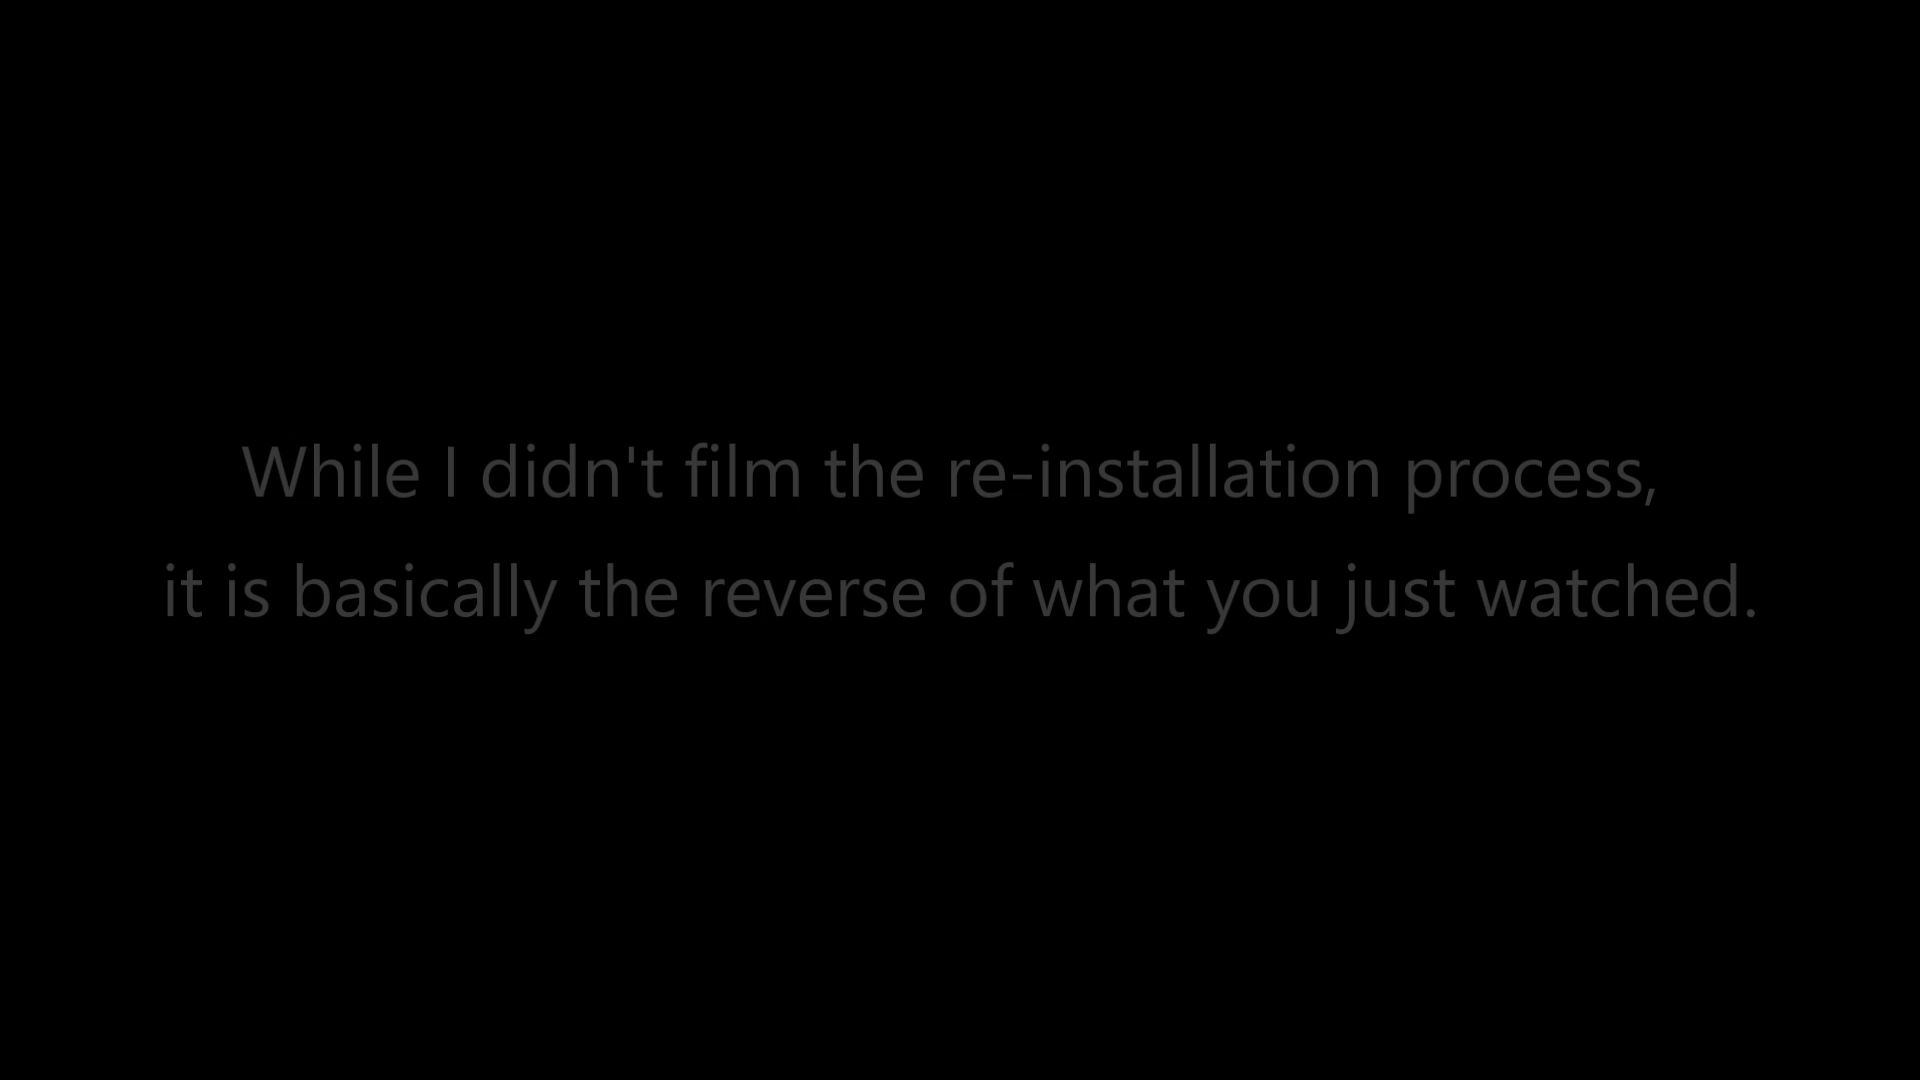 While I didn't film the re-installation process,
it is basically the reverse of what you just watched.